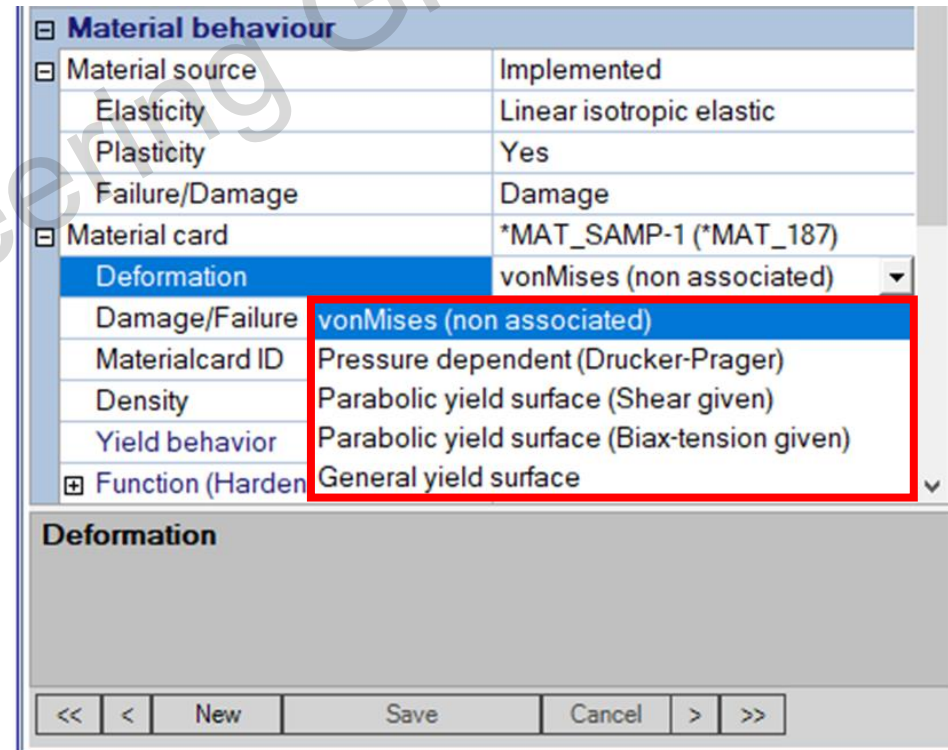 Material behaviour
Material source Implemented
Elasticity Linear isotropic elastic
Plasticity Yes
Failure/Damage Damage
Material card *MAT_SAMP-1 (*MAT_187)
Deformation vonMises (non associated)
Damage/Failure vonMises (non associated)
Materialcard ID Pressure dependent (Drucker-Prager)
Density Parabolic yield surface (Shear given)
Yield behavior Parabolic yield surface (Biax-tension given)
Function (Harden General yield surface
Deformation
<< < New Save Cancel > >>